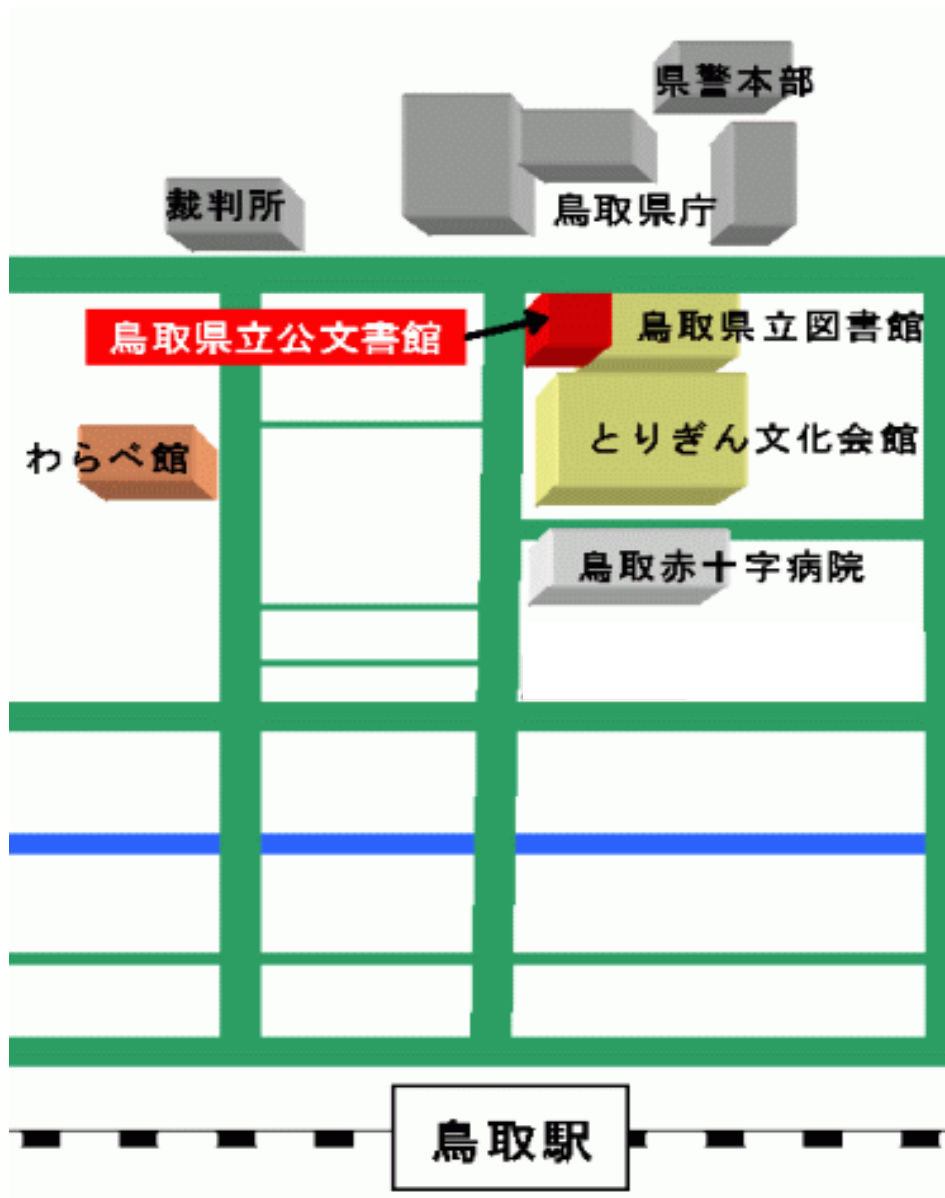 県警本部
裁判所
鳥取県庁
鳥取県立公文書館
鳥取県立図書館
とりぎん文化会館
わらべ館
鳥取赤十字病院
鳥取駅